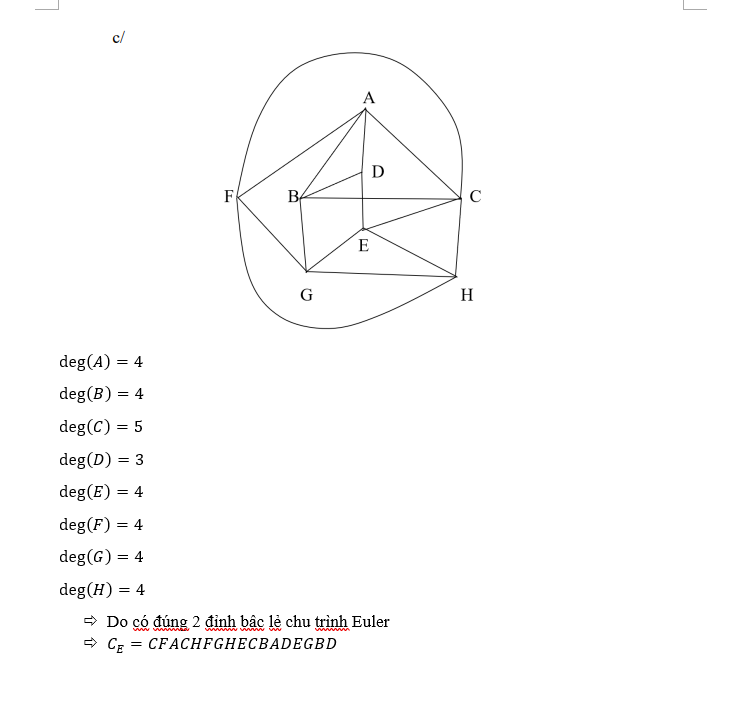 c/
A
D
F
B
C
E
G
H
deg(𝐴) = 4
deg(𝐵) = 4
deg(𝐶) = 5
deg(𝐷) = 3
deg(𝐸) = 4
deg(𝐹) = 4
deg(𝐺) = 4
deg(𝐻) = 4
⇨ Do có đúng 2 đỉnh bậc lẻ chu trình Euler
⇨ 𝐶_𝐸 = 𝐶𝐹𝐴𝐶𝐻𝐹𝐺𝐻𝐸𝐶𝐵𝐴𝐷𝐸𝐺𝐵𝐷